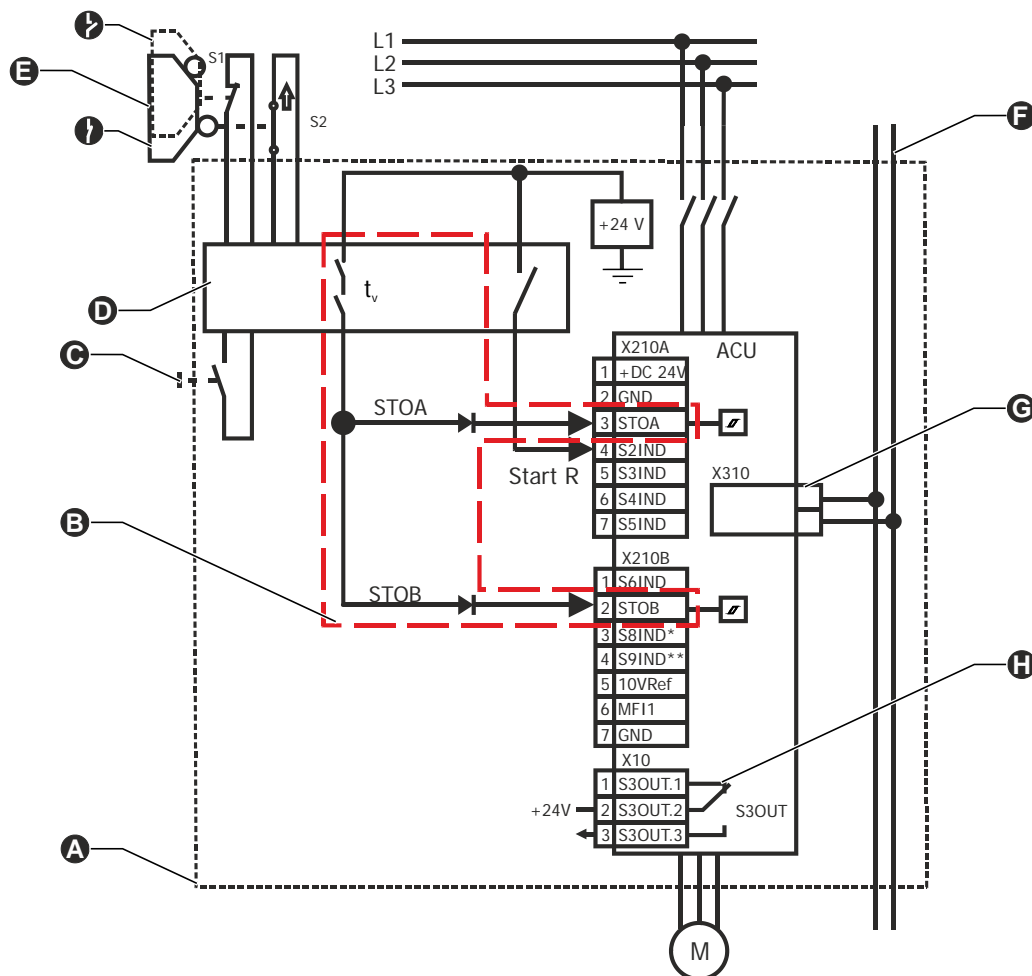 L1
L2
L3
S1
E
S2
F
+24 V
tv
D
X210A
ACU
1 +DC 24V
2 GND
C
STOA
3 STOA
G
4 S2IND
Start R
5 S3IND
X310
6 S4IND
7 S5IND
B
X210B
1 S6IND
STOB
2 STOB
3 S8IND*
4 S9IND**
H
5 10VRef
6 MFI1
7 GND
X10
1 S3OUT.1
+24V
2 S3OUT.2
S3OUT
3 S3OUT.3
A
M